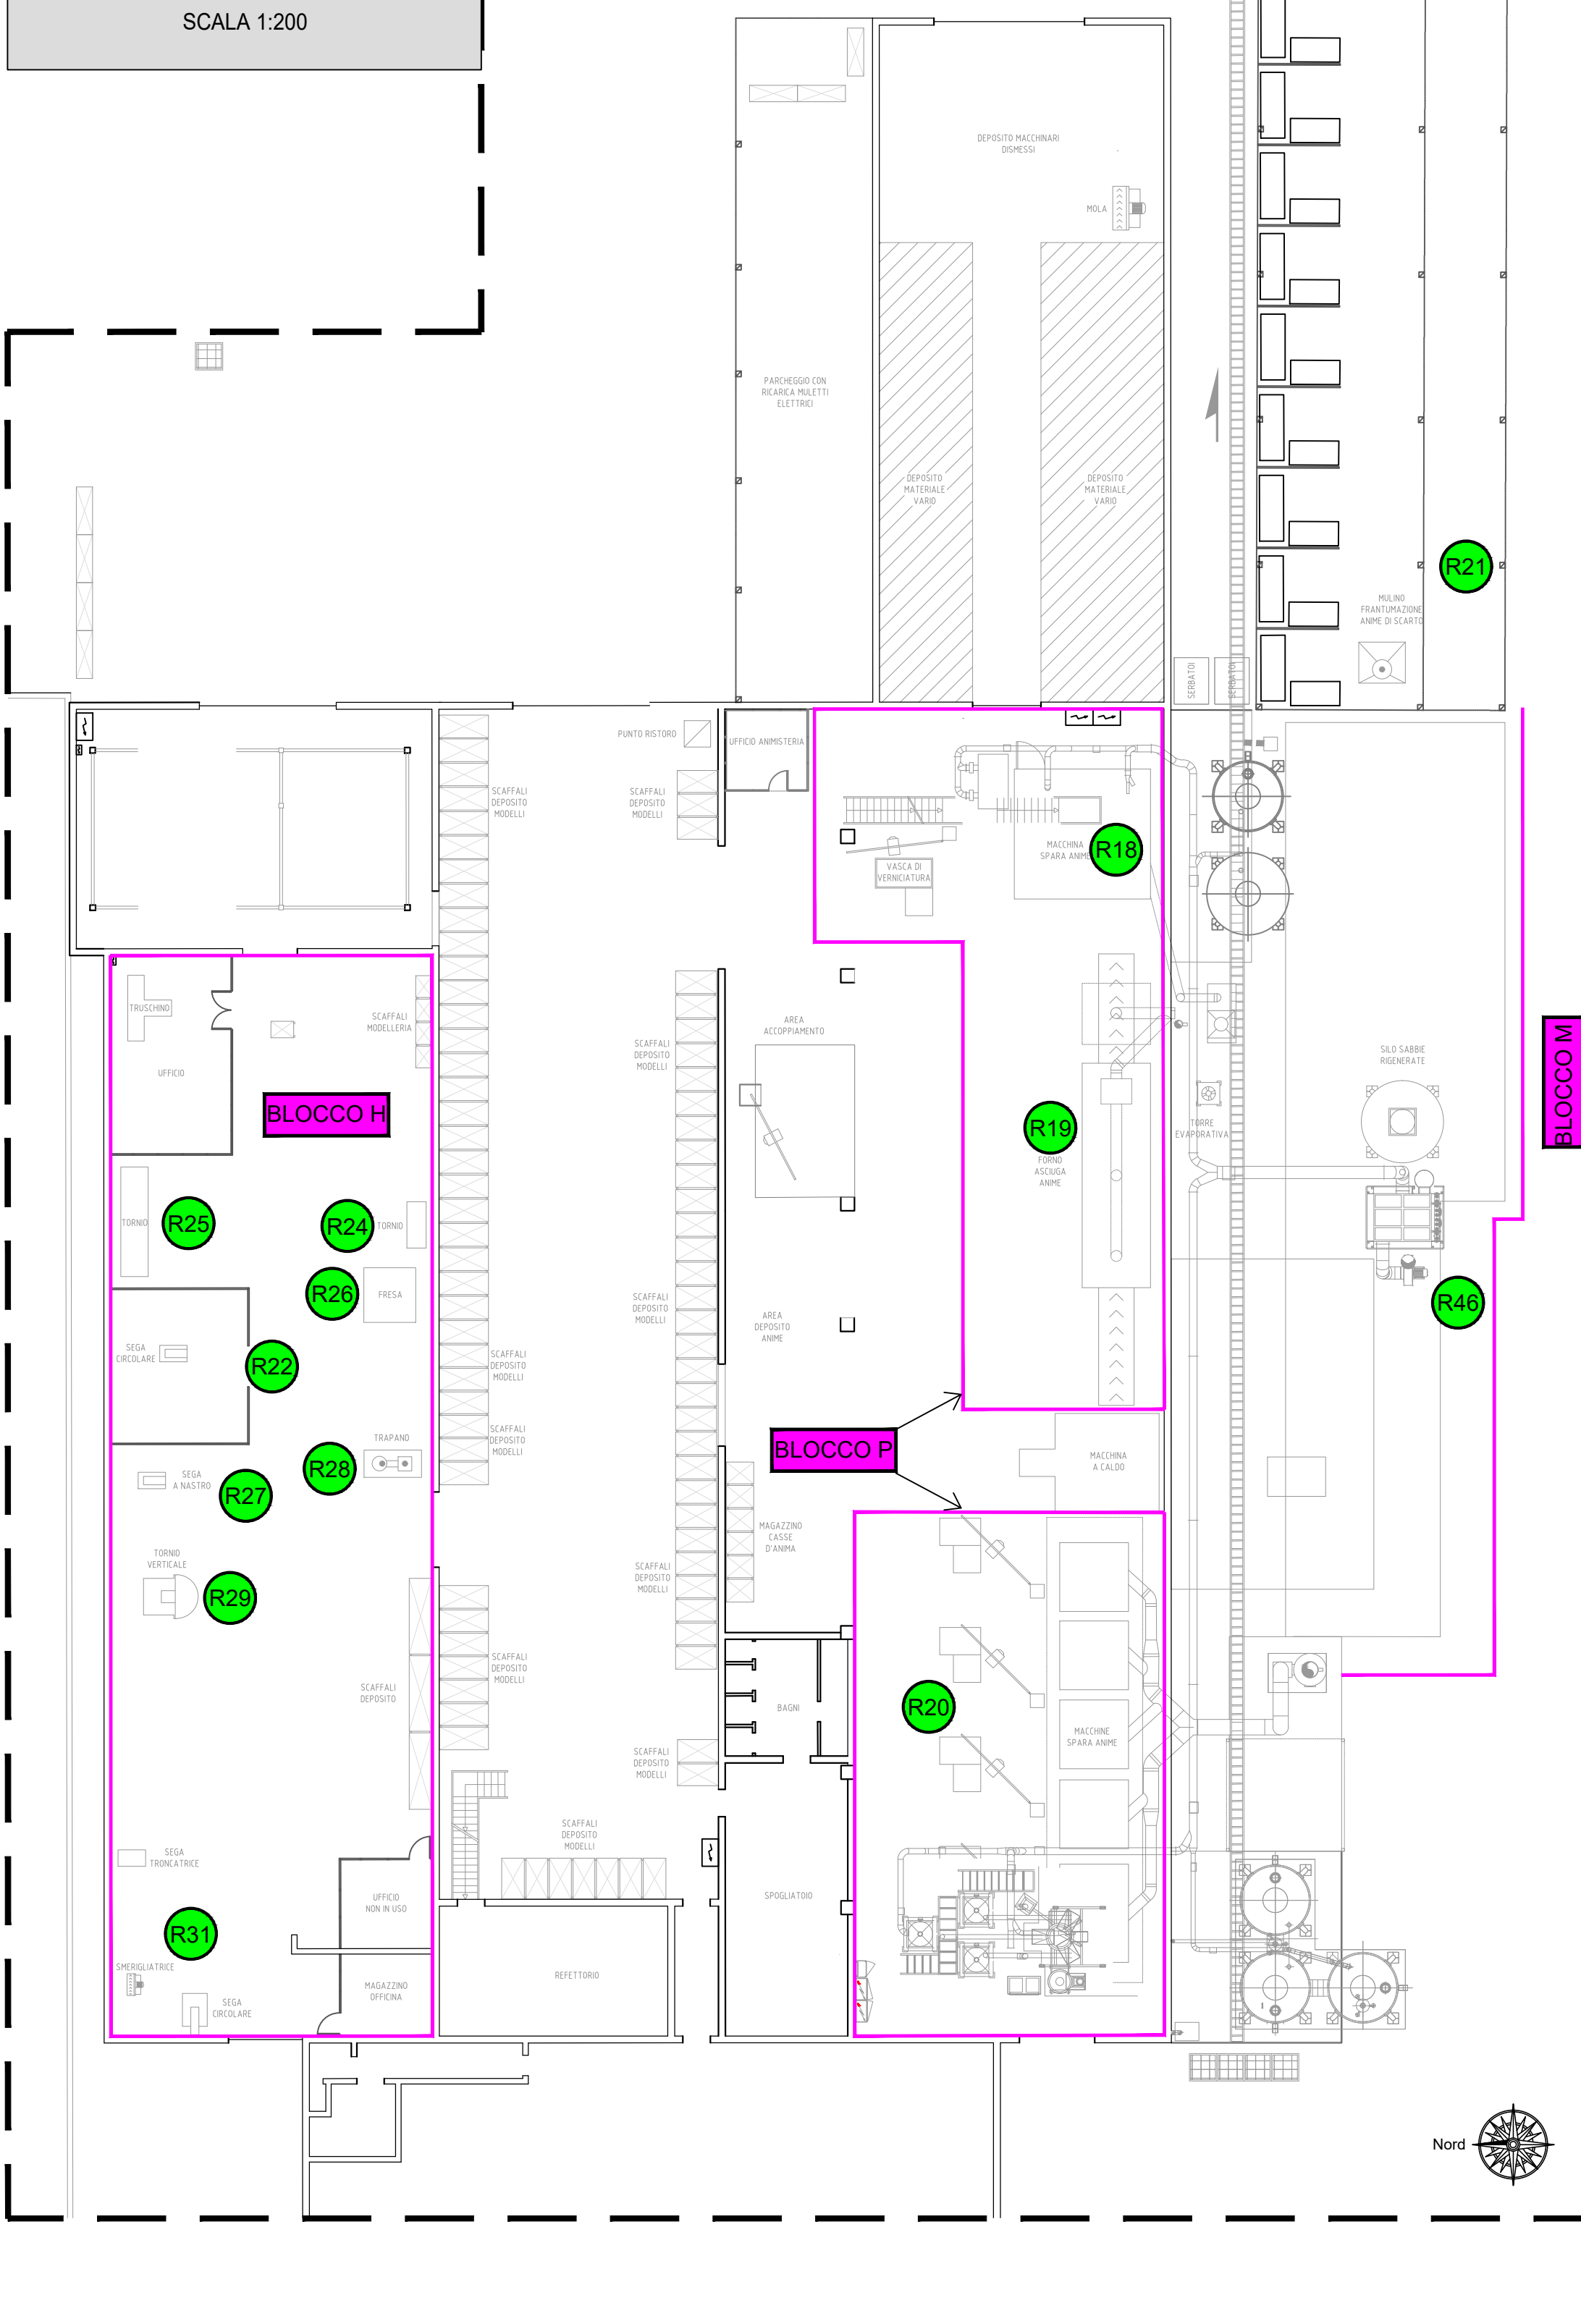 SCALA 1:200
DEPOSITO MACCHINARI
DISMESSI
MOLA
PARCHEGGIO CON
RICARICA MULETTI
ELETTRICI
DEPOSITO
MATERIALE
VARIO
DEPOSITO
MATERIALE
VARIO
R21
MULINO
FRANTUMAZIONE
ANIME DI SCARTO
SERBATOI
SERBATOI
PUNTO RISTORO
UFFICIO ANIMISTERIA
SCAFFALI
DEPOSITO
MODELLI
SCAFFALI
DEPOSITO
MODELLI
MACCHINA
SPARA ANIME
R18
VASCA DI
VERNICIATURA
TRUSCHINO
SCAFFALI
MODELLERIA
UFFICIO
BLOCCO H
AREA
ACCOPPIAMENTO
SCAFFALI
DEPOSITO
MODELLI
SILO SABBIE
RIGENERATE
BLOCCO M
R19
FORNO
ASCIUGA
ANIME
TORRE
EVAPORATIVA
TORNIO
R25
R24
TORNIO
R26
FRESA
SCAFFALI
DEPOSITO
MODELLI
AREA
DEPOSITO
ANIME
R46
SEGA
CIRCOLARE
R22
SCAFFALI
DEPOSITO
MODELLI
SCAFFALI
DEPOSITO
MODELLI
TRAPANO
R28
BLOCCO P
MACCHINA
A CALDO
SEGA
A NASTRO
R27
MAGAZZINO
CASSE
D'ANIMA
TORNIO
VERTICALE
R29
SCAFFALI
DEPOSITO
MODELLI
SCAFFALI
DEPOSITO
SCAFFALI
DEPOSITO
MODELLI
BAGNI
R20
MACCHINE
SPARA ANIME
SCAFFALI
DEPOSITO
MODELLI
SCAFFALI
DEPOSITO
MODELLI
SEGA
TRONCATRICE
UFFICIO
NON IN USO
SPOGLIATOIO
R31
SMERIGLIATRICE
REFETTORIO
MAGAZZINO
OFFICINA
SEGA
CIRCOLARE
Nord